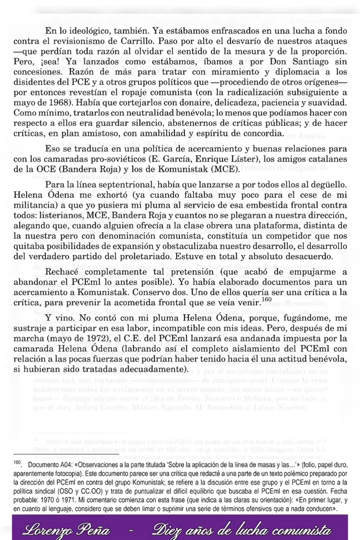 En lo ideológico, también. Ya estábamos enfrascados en una lucha a fondo
contra el revisionismo de Carrillo. Paso por alto el desvarío de nuestros ataques
—que perdían toda razón al olvidar el sentido de la mesura y de la proporción.
Pero, ¡sea! Ya lanzados como estábamos, íbamos a por Don Santiago sin
concesiones. Razón de más para tratar con miramiento y diplomacia a los
disidentes del PCE y a otros grupos políticos que —procediendo de otros orígenes—
por entonces revestían el ropaje comunista (con la radicalización subsiguiente a
mayo de 1968). Había que cortejarlos con donaire, delicadeza, paciencia y suavidad.
Como mínimo, tratarlos con neutralidad benévola; lo menos que podíamos hacer con
respecto a ellos era guardar silencio, abstenernos de críticas públicas; y de hacer
críticas, en plan amistoso, con amabilidad y espíritu de concordia.
Eso se traducía en una política de acercamiento y buenas relaciones para
con los camaradas pro-soviéticos (E. García, Enrique Líster), los amigos catalanes
de la OCE (Bandera Roja) y los de Komunistak (MCE).
Para la línea septentrional, había que lanzarse a por todos ellos al degüello.
Helena Ódena me exhortó (ya cuando faltaba muy poco para el cese de mi
militancia) a que yo pusiera mi pluma al servicio de esa embestida frontal contra
todos: listerianos, MCE, Bandera Roja y cuantos no se plegaran a nuestra dirección,
alegando que, cuando alguien ofrecía a la clase obrera una plataforma, distinta de
la nuestra pero con denominación comunista, constituía un competidor que nos
quitaba posibilidades de expansión y obstaculizaba nuestro desarrollo, el desarrollo
del verdadero partido del proletariado. Estuve en total y absoluto desacuerdo.
Rechacé completamente tal pretensión (que acabó de empujarme a
abandonar el PCEml lo antes posible). Yo había elaborado documentos para un
acercamiento a Komunistak. Conservo dos. Uno de ellos quería ser una crítica a la
crítica, para prevenir la acometida frontal que se veía venir.160
Y vino. No contó con mi pluma Helena Ódena, porque, fugándome, me
sustraje a participar en esa labor, incompatible con mis ideas. Pero, después de mi
marcha (mayo de 1972), el C.E. del PCEml lanzará esa andanada impuesta por la
camarada Helena Ódena (labrando así el completo aislamiento del PCEml con
relación a las pocas fuerzas que podrían haber tenido hacia él una actitud benévola,
si hubieran sido tratadas adecuadamente).
160. Documento A04: «Observaciones a la parte titulada 'Sobre la aplicación de la línea de masas y las...'» (folio, papel duro,
aparentemente fotocopia). Este documento parece ser una crítica que redacté a una parte de un texto polémico preparado por
la dirección del PCEml en contra del grupo Komunistak; se refiere a la discusión entre ese grupo y el PCEml en torno a la
política sindical (OSO y CC.OO) y trata de puntualizar el difícil equilibrio que buscaba el PCEml en esa cuestión. Fecha
probable: 1970 ó 1971. Mi comentario comienza con esta frase (que indica a las claras su orientación): «En primer lugar, y
en cuanto al lenguaje, considero que se deben limar o suprimir una serie de términos ofensivos que a nada conducen».
Lorenzo Peña - Diez años de lucha comunista